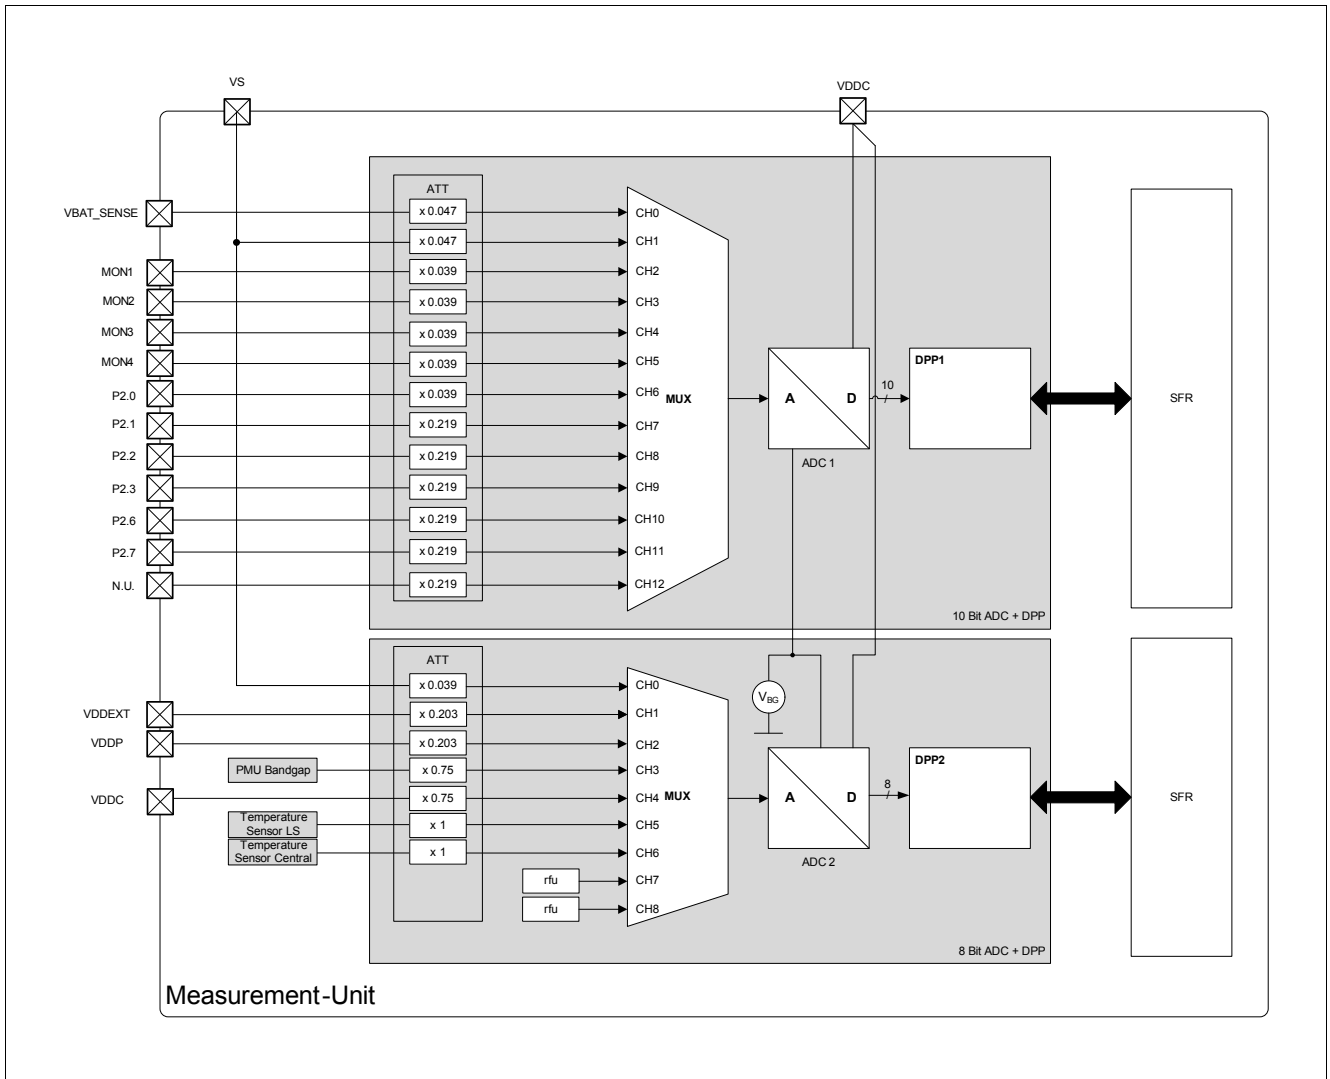 VS
VDDC
ATT
VBAT_SENSE
x 0.047
CH0
x 0.047
CH1
MON1
x 0.039
CH2
MON2
x 0.039
CH3
MON3
x 0.039
CH4
MON4
x 0.039
CH5
P2.0
x 0.039
CH6
MUX
P2.1
x 0.219
CH7
P2.2
x 0.219
CH8
P2.3
x 0.219
CH9
P2.6
x 0.219
CH10
P2.7
x 0.219
CH11
N.U.
x 0.219
CH12
A
D
ADC 1
10
DPP1
SFR
10 Bit ADC + DPP
ATT
x 0.039
CH0
VDDEXT
x 0.203
CH1
VDDP
x 0.203
CH2
PMU Bandgap
x 0.75
CH3
VDDC
x 0.75
CH4
MUX
Temperature
Sensor LS
x 1
CH5
Temperature
Sensor Central
x 1
CH6
rfu
CH7
rfu
CH8
VBG
A
D
ADC 2
8
DPP2
SFR
8 Bit ADC + DPP
Measurement-Unit